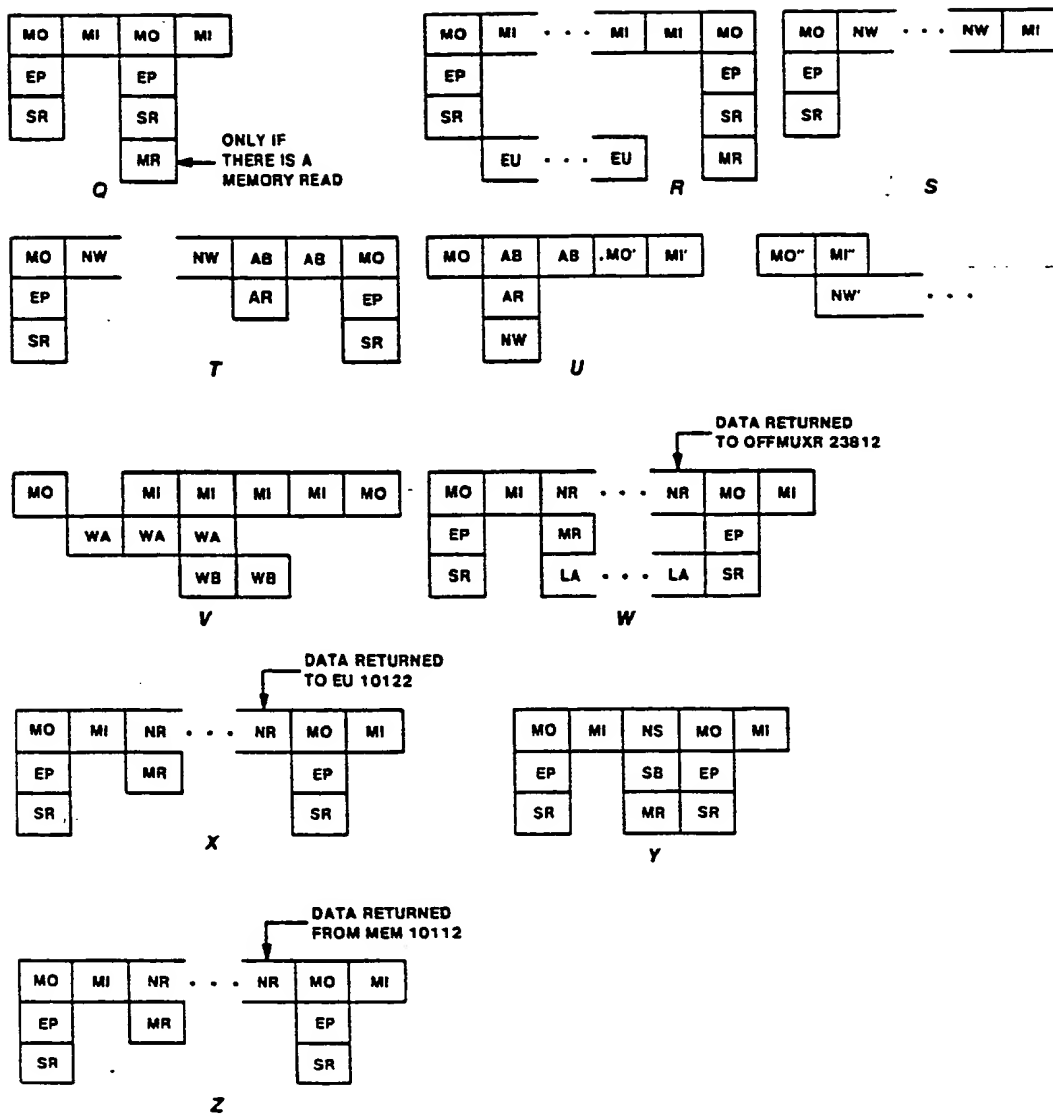 MO MI MO MI
EP EP
SR SR
MR
ONLY IF
THERE IS A
MEMORY READ
Q
MO MI • • • MI MI MO
EP EP
SR SR
EU • • • EU MR
R
MO NW • • • NW MI
EP
SR
S
MO NW NW AB AB MO
EP AR EP
SR SR
T
MO AB AB MO' MI'
AR
NW
U
MO" MI"
NW' • • •
DATA RETURNED
TO OFFMUXR 23812
MO MI MI MI MI MO
WA WA WA
WB WB
V
MO MI NR • • • NR MO MI
EP MR EP
SR LA • • • LA SR
W
DATA RETURNED
TO EU 10122
MO MI NR • • • NR MO MI
EP MR EP
SR SR
X
MO MI NS MO MI
EP SB EP
SR MR SR
Y
DATA RETURNED
FROM MEM 10112
MO MI NR • • • NR MO MI
EP MR EP
SR SR
Z